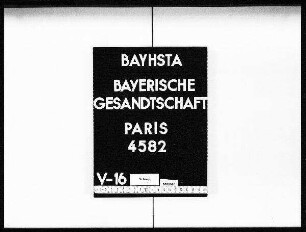 BAYHSTA
BAYERISCHE
GESANDTSCHAFT
PARIS
4582
V-16